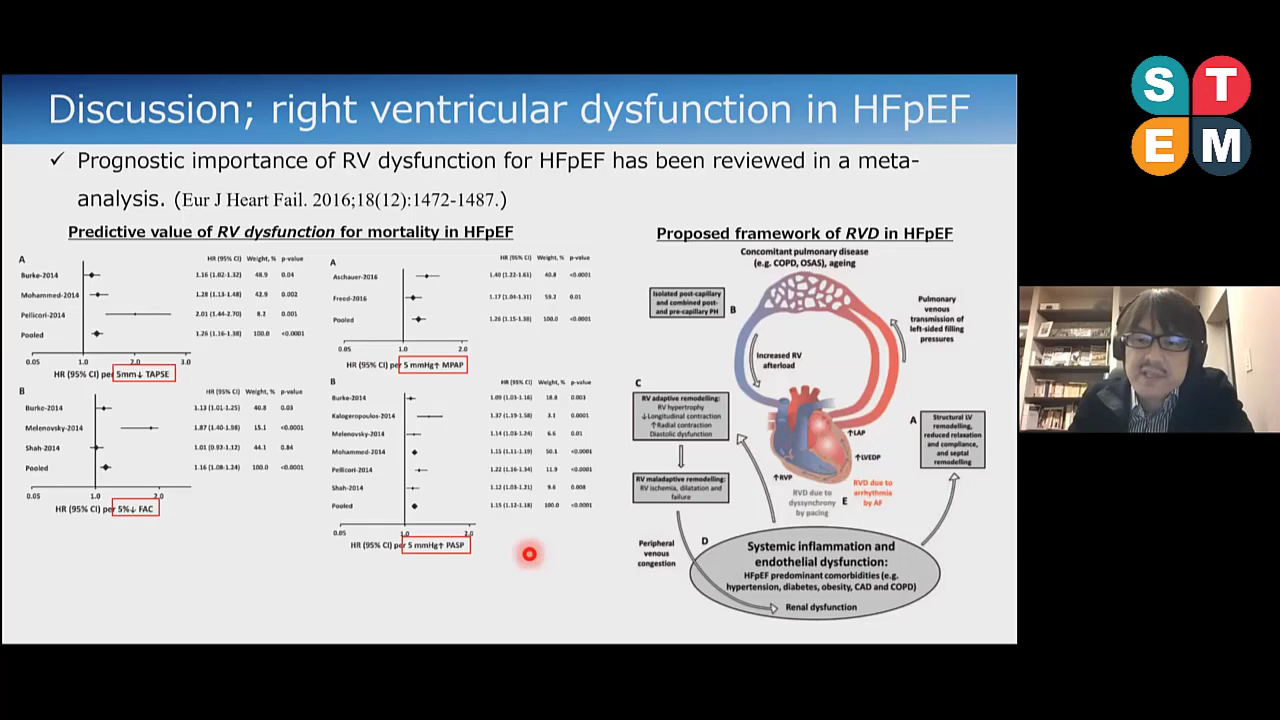 S T
E M
Discussion; right ventricular dysfunction in HFpEF
✓ Prognostic importance of RV dysfunction for HFpEF has been reviewed in a meta-
analysis. (Eur J Heart Fail. 2016;18(12):1472-1487.)
Predictive value of RV dysfunction for mortality in HFpEF
A
HR (95% CI) Weight, % p-value
Burke-2014 1.16 (1.02-1.32) 48.9 0.04
Mohammed-2014 1.28 (1.13-1.48) 42.9 0.002
Pellicori-2014 2.01 (1.44-2.70) 8.2 0.001
Pooled 1.26 (1.16-1.38) 100.0 <0.0001
0.05 1.0 2.0 3.0
HR (95% CI) per 5mm↓ TAPSE
B
Burke-2014 1.13 (1.01-1.25) 40.8 0.03
Melenovsky-2014 1.87 (1.40-1.98) 15.1 <0.0001
Shah-2014 1.01 (0.93-1.12) 44.1 0.84
Pooled 1.16 (1.08-1.24) 100.0 <0.0001
0.05 1.0 2.0
HR (95% CI) per 5%↓ FAC
A
HR (95% CI) Weight, % p-value
Aschauer-2016 1.40 (1.22-1.61) 40.8 <0.0001
Freed-2016 1.17 (1.04-1.31) 59.2 0.01
Pooled 1.26 (1.15-1.38) 100.0 <0.0001
0.05 1.0 2.0
HR (95% CI) per 5 mmHg↑ MPAP
B
HR (95% CI) Weight, % p-value
Burke-2014 1.09 (1.03-1.16) 18.8 0.003
Kalogeropoulos-2014 1.37 (1.19-1.58) 3.1 0.0001
Melenovsky-2014 1.14 (1.03-1.24) 6.6 0.01
Mohammed-2014 1.15 (1.11-1.19) 50.1 <0.0001
Pellicori-2014 1.22 (1.16-1.34) 11.9 <0.0001
Shah-2014 1.12 (1.03-1.21) 9.6 0.008
Pooled 1.15 (1.12-1.18) 100.0 <0.0001
0.05 1.0 2.0
HR (95% CI) per 5 mmHg↑ PASP
Proposed framework of RVD in HFpEF
Concomitant pulmonary disease
(e.g. COPD, OSAS), ageing
Isolated post-capillary
and combined post-
and pre-capillary PH
B
Pulmonary
venous
transmission of
left-sided filling
pressures
Increased RV
afterload
C
RV adaptive remodelling:
RV hypertrophy
↓Longitudinal contraction
↑Radial contraction
Diastolic dysfunction
RV maladaptive remodelling:
RV ischemia, dilatation and
failure
A
Structural LV
remodelling,
reduced relaxation
and compliance,
and septal
remodelling
↑LAP
↑LVEDP
↑RVP
RVD due to
dyssynchrony
by pacing
E
RVD due to
arrhythmia
by AF
Peripheral
venous
congestion
D
Systemic inflammation and
endothelial dysfunction:
HFpEF predominant comorbidities (e.g.
hypertension, diabetes, obesity, CAD and COPD)
Renal dysfunction